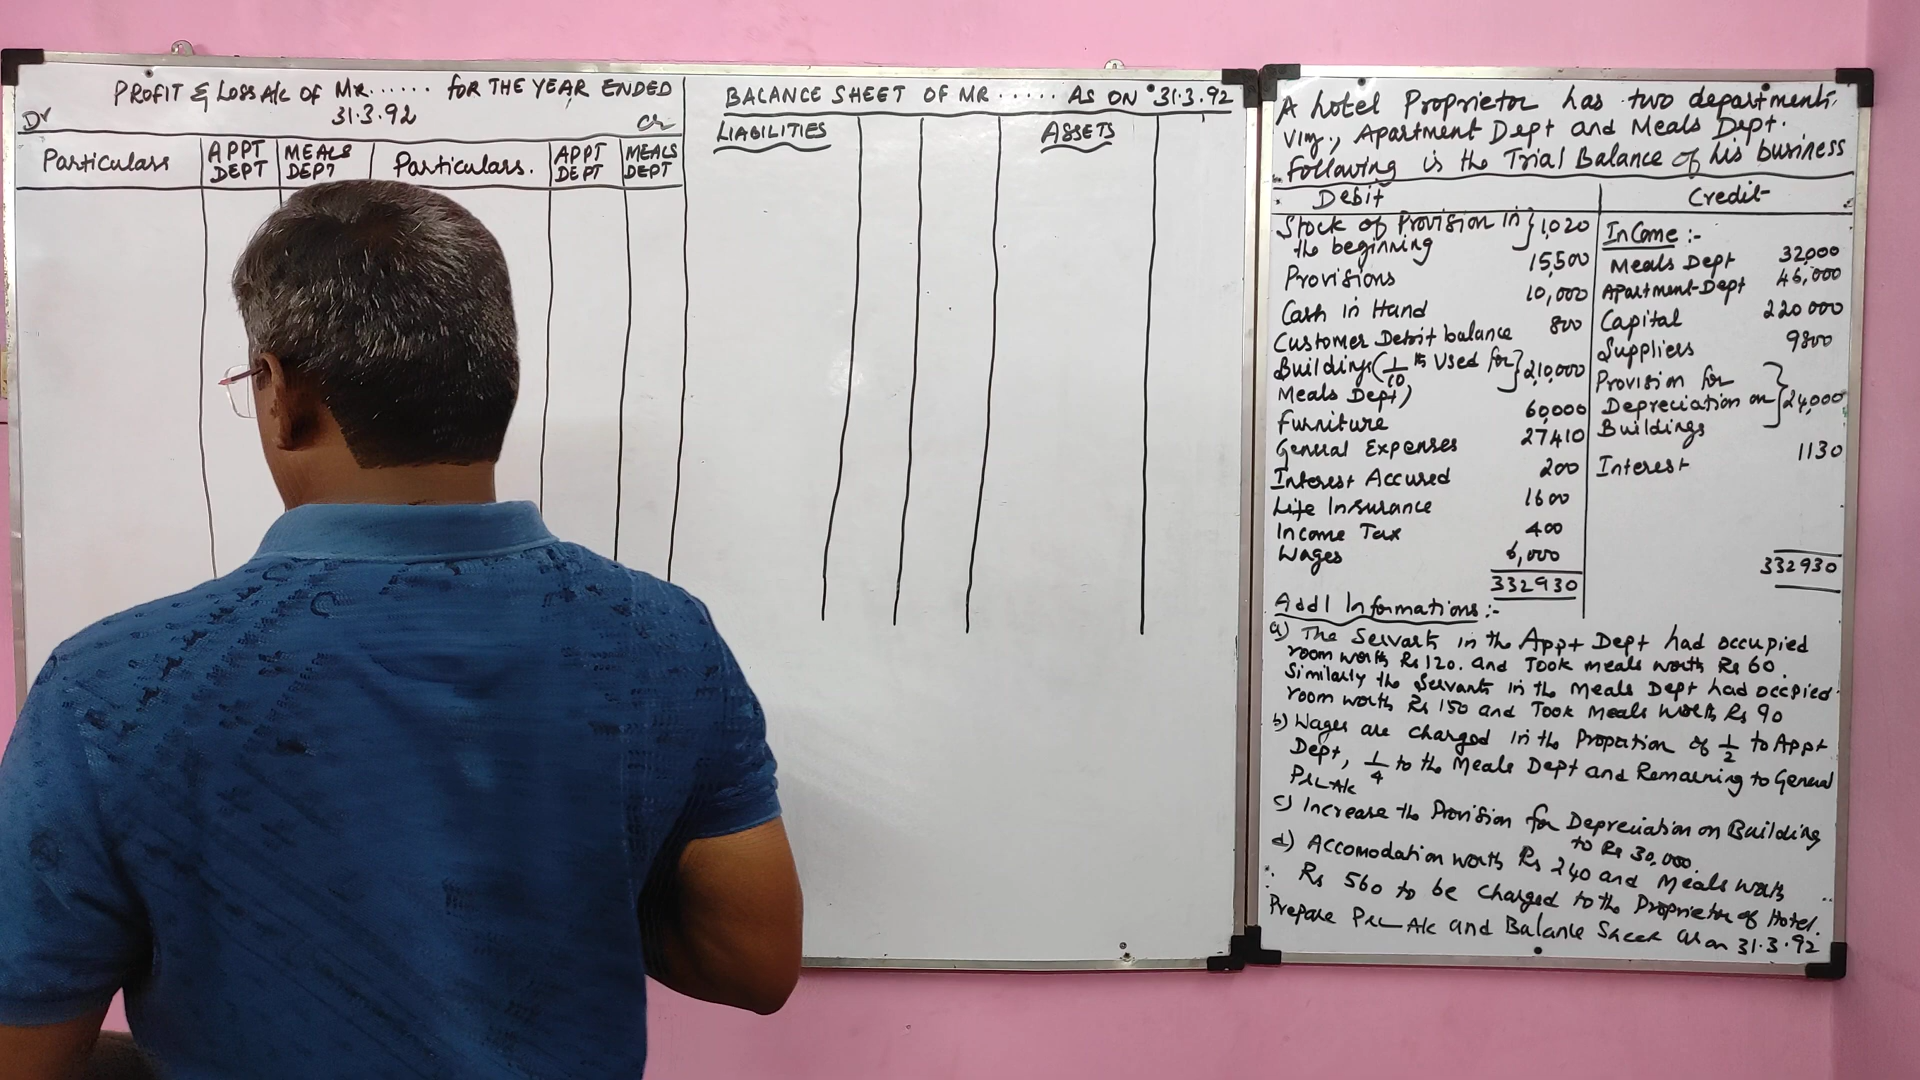 PROFIT & LOSS A/c OF MR...... FOR THE YEAR ENDED
31.3.92
Dr
Cr
Particulars
APPT DEPT
MEALS DEPT
Particulars.
APPT DEPT
MEALS DEPT
BALANCE SHEET OF MR ...... AS ON 31.3.92
LIABILITIES
ASSETS
A hotel Proprietor has two departments
viz., Apartment Dept and Meals Dept.
Following is the Trial Balance of his business
Debit
Credit
Stock of Provision in the beginning } 1,020
Provisions 15,500
Cash in Hand 10,000
Customer Debit balance 800
Buildings (1/10 th Used for Meals Dept) } 2,10,000
Furniture 60,000
General Expenses 27410
Interest Accured 200
Life Insurance 1600
Income Tax 400
Wages 6,000
332930
InCome :-
Meals Dept 32,000
Apartment Dept 46,000
Capital 220000
Suppliers 9800
Provision for Depreciation on Buildings } 24,000
Interest 1130
332930
Addl Informations :-
a) The Servants in the Appt Dept had occupied
room worth Rs 120. and Took meals worth Rs 60.
Similarly the Servants in the Meals Dept had occpied
room worth Rs 150 and Took Meals worth Rs 90
b) Wages are charged in the Propation of 1/2 to Appt
Dept, 1/4 to the Meals Dept and Remaening to General
P&L A/c
c) Increase the Provision for Depreciation on Building
to Rs 30,000.
d) Accomodation worth Rs 240 and Meals worth
Rs 560 to be charged to the Proprietor of Hotel.
Prepare P&L A/c and Balance Sheet as on 31.3.92